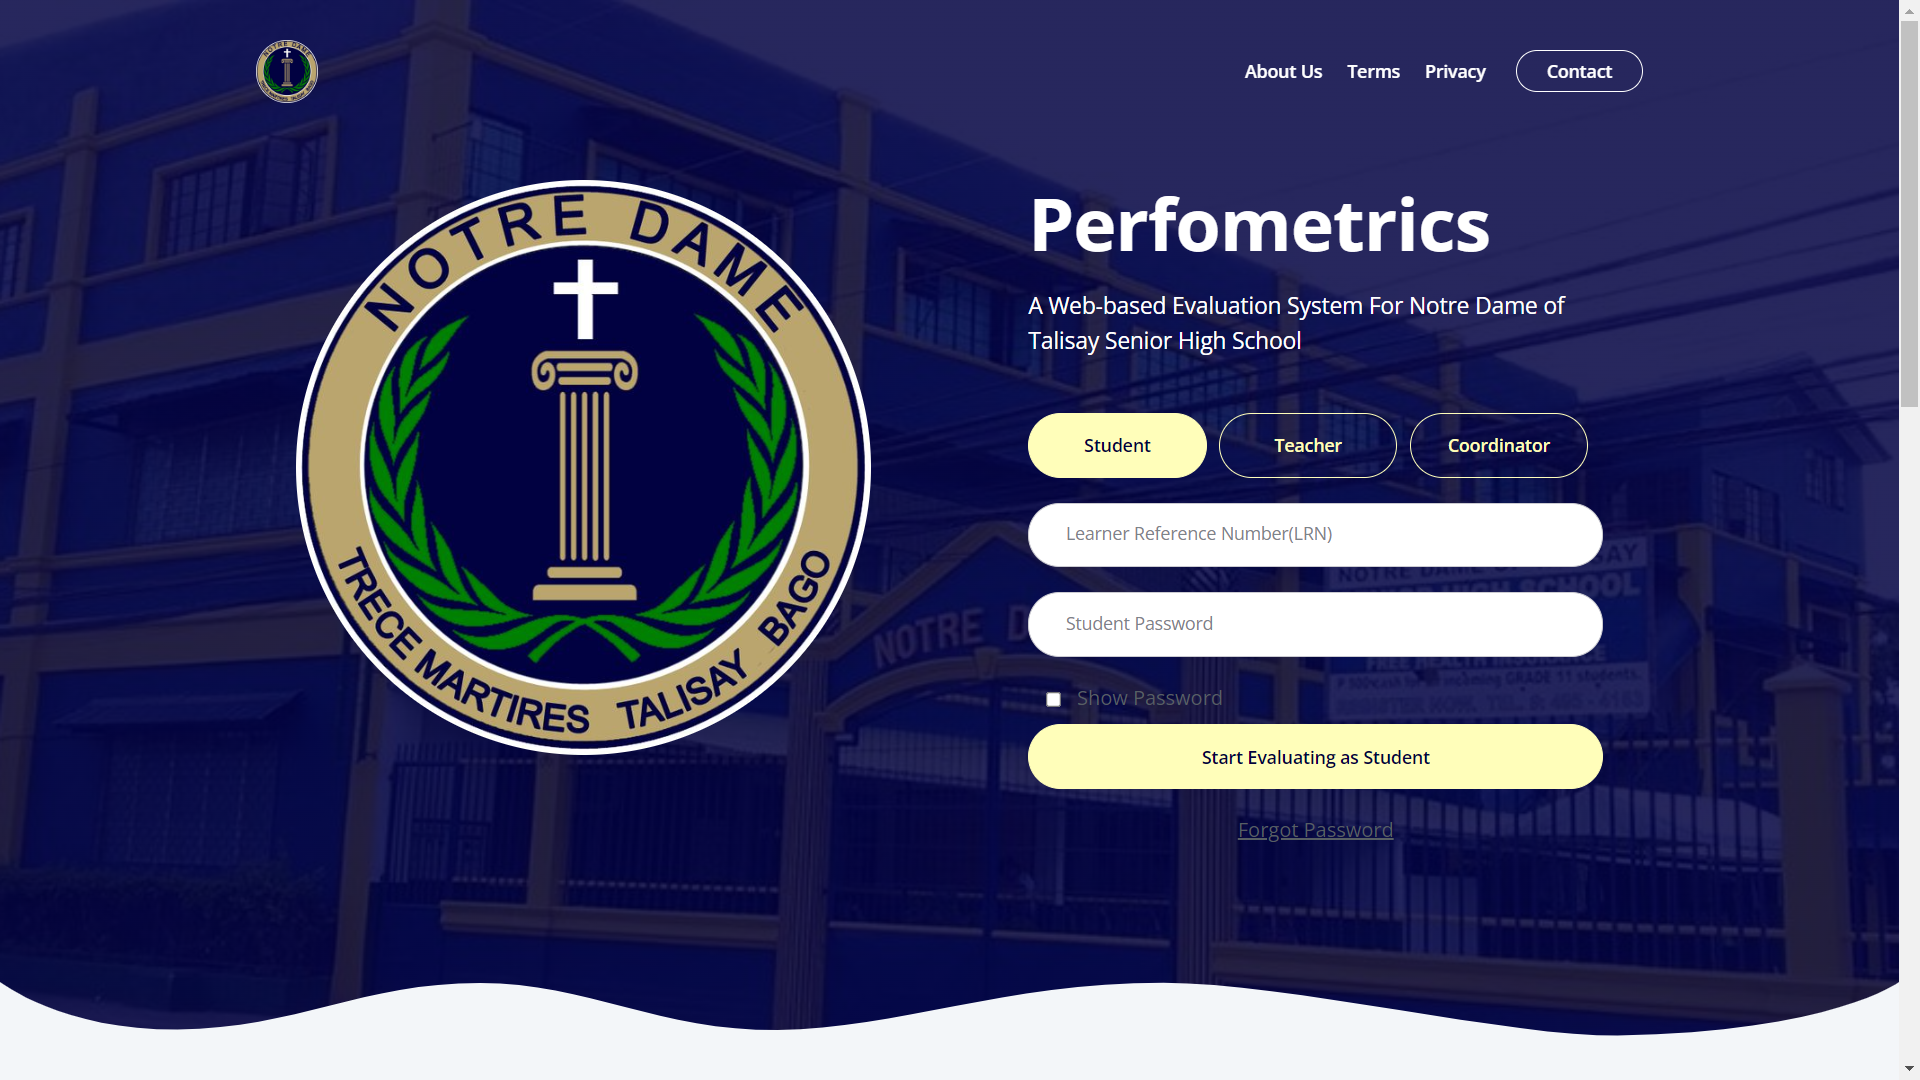 About Us Terms Privacy Contact
NOTRE DAME
TRECE MARTIRES TALISAY BAGO
Perfometrics
A Web-based Evaluation System For Notre Dame of
Talisay Senior High School
Student Teacher Coordinator
Learner Reference Number(LRN)
Student Password
Show Password
Start Evaluating as Student
Forgot Password
NOTRE D